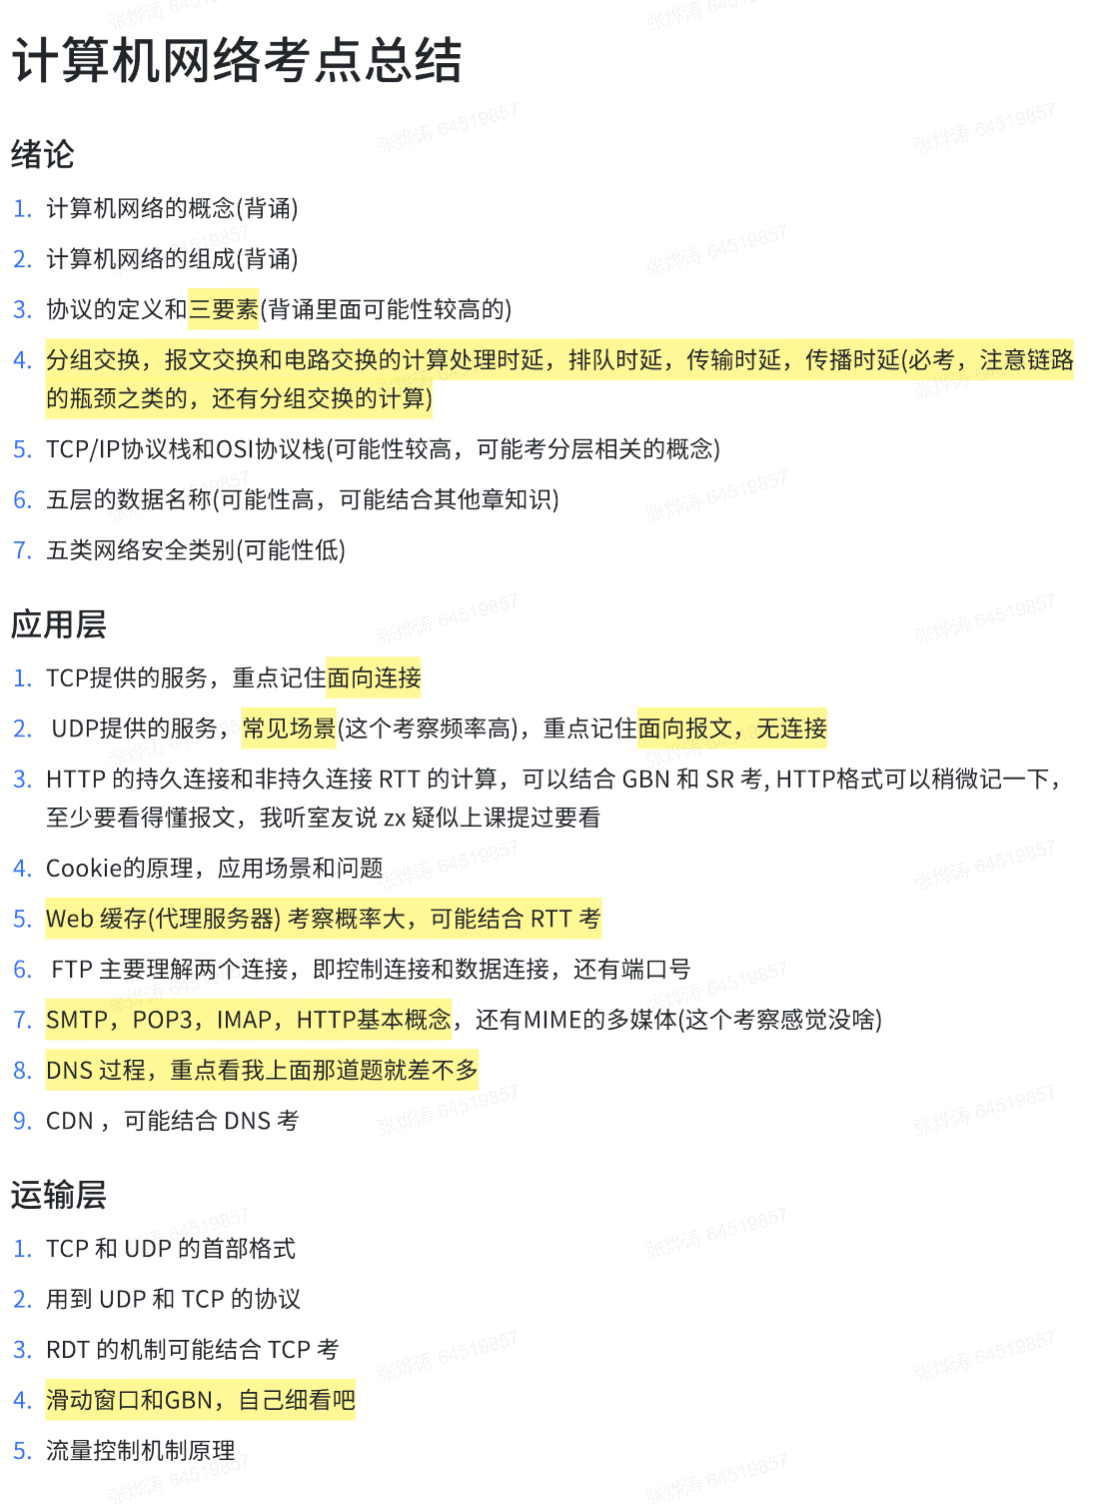 计算机网络考点总结
绪论
1. 计算机网络的概念(背诵)
2. 计算机网络的组成(背诵)
3. 协议的定义和三要素(背诵里面可能性较高的)
4. 分组交换，报文交换和电路交换的计算处理时延，排队时延，传输时延，传播时延(必考，注意链路
的瓶颈之类的，还有分组交换的计算)
5. TCP/IP协议栈和OSI协议栈(可能性较高，可能考分层相关的概念)
6. 五层的数据名称(可能性高，可能结合其他章知识)
7. 五类网络安全类别(可能性低)
应用层
1. TCP提供的服务，重点记住面向连接
2. UDP提供的服务，常见场景(这个考察频率高)，重点记住面向报文，无连接
3. HTTP 的持久连接和非持久连接 RTT 的计算，可以结合 GBN 和 SR 考, HTTP格式可以稍微记一下，
至少要看得懂报文，我听室友说 zx 疑似上课提过要看
4. Cookie的原理，应用场景和问题
5. Web 缓存(代理服务器) 考察概率大，可能结合 RTT 考
6. FTP 主要理解两个连接，即控制连接和数据连接，还有端口号
7. SMTP，POP3，IMAP，HTTP基本概念，还有MIME的多媒体(这个考察感觉没啥)
8. DNS 过程，重点看我上面那道题就差不多
9. CDN ，可能结合 DNS 考
运输层
1. TCP 和 UDP 的首部格式
2. 用到 UDP 和 TCP 的协议
3. RDT 的机制可能结合 TCP 考
4. 滑动窗口和GBN，自己细看吧
5. 流量控制机制原理
张烨涛 64519857